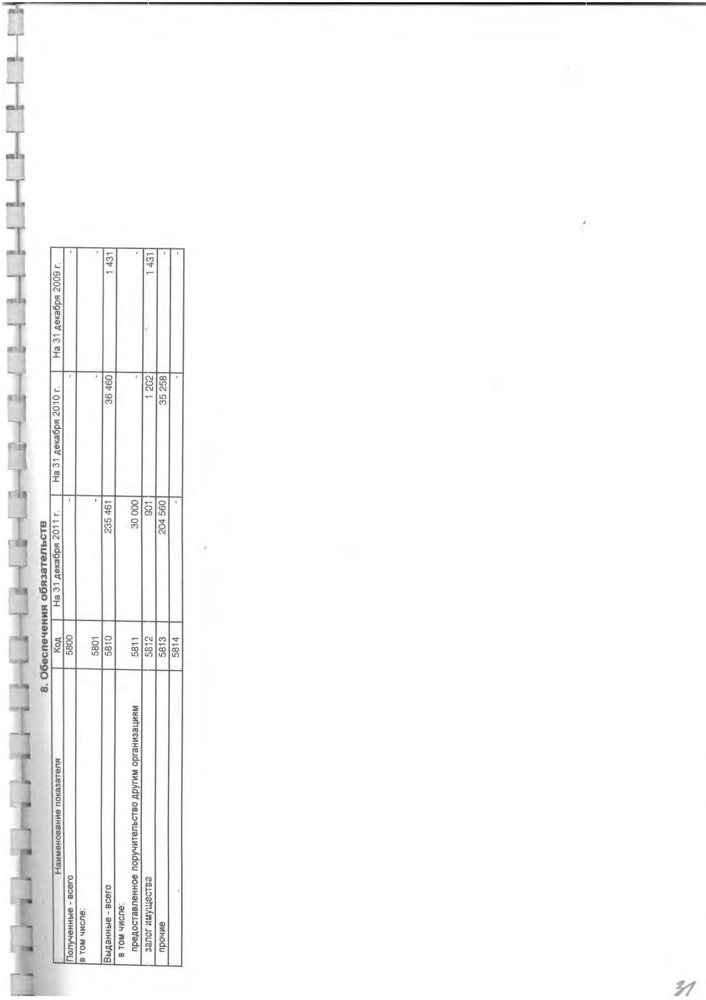 8. Обеспечения обязательств
Наименование показателя Код На 31 декабря 2011 г. На 31 декабря 2010 г. На 31 декабря 2009 г.
Полученные - всего 5800 - - -
в том числе:
5801 - - -
Выданные - всего 5810 235 461 36 460 1 431
в том числе:
предоставленное поручительство другим организациям 5811 30 000 - -
залог имущества 5812 901 1 202 1 431
прочие 5813 204 560 35 258 -
5814 - - -
31